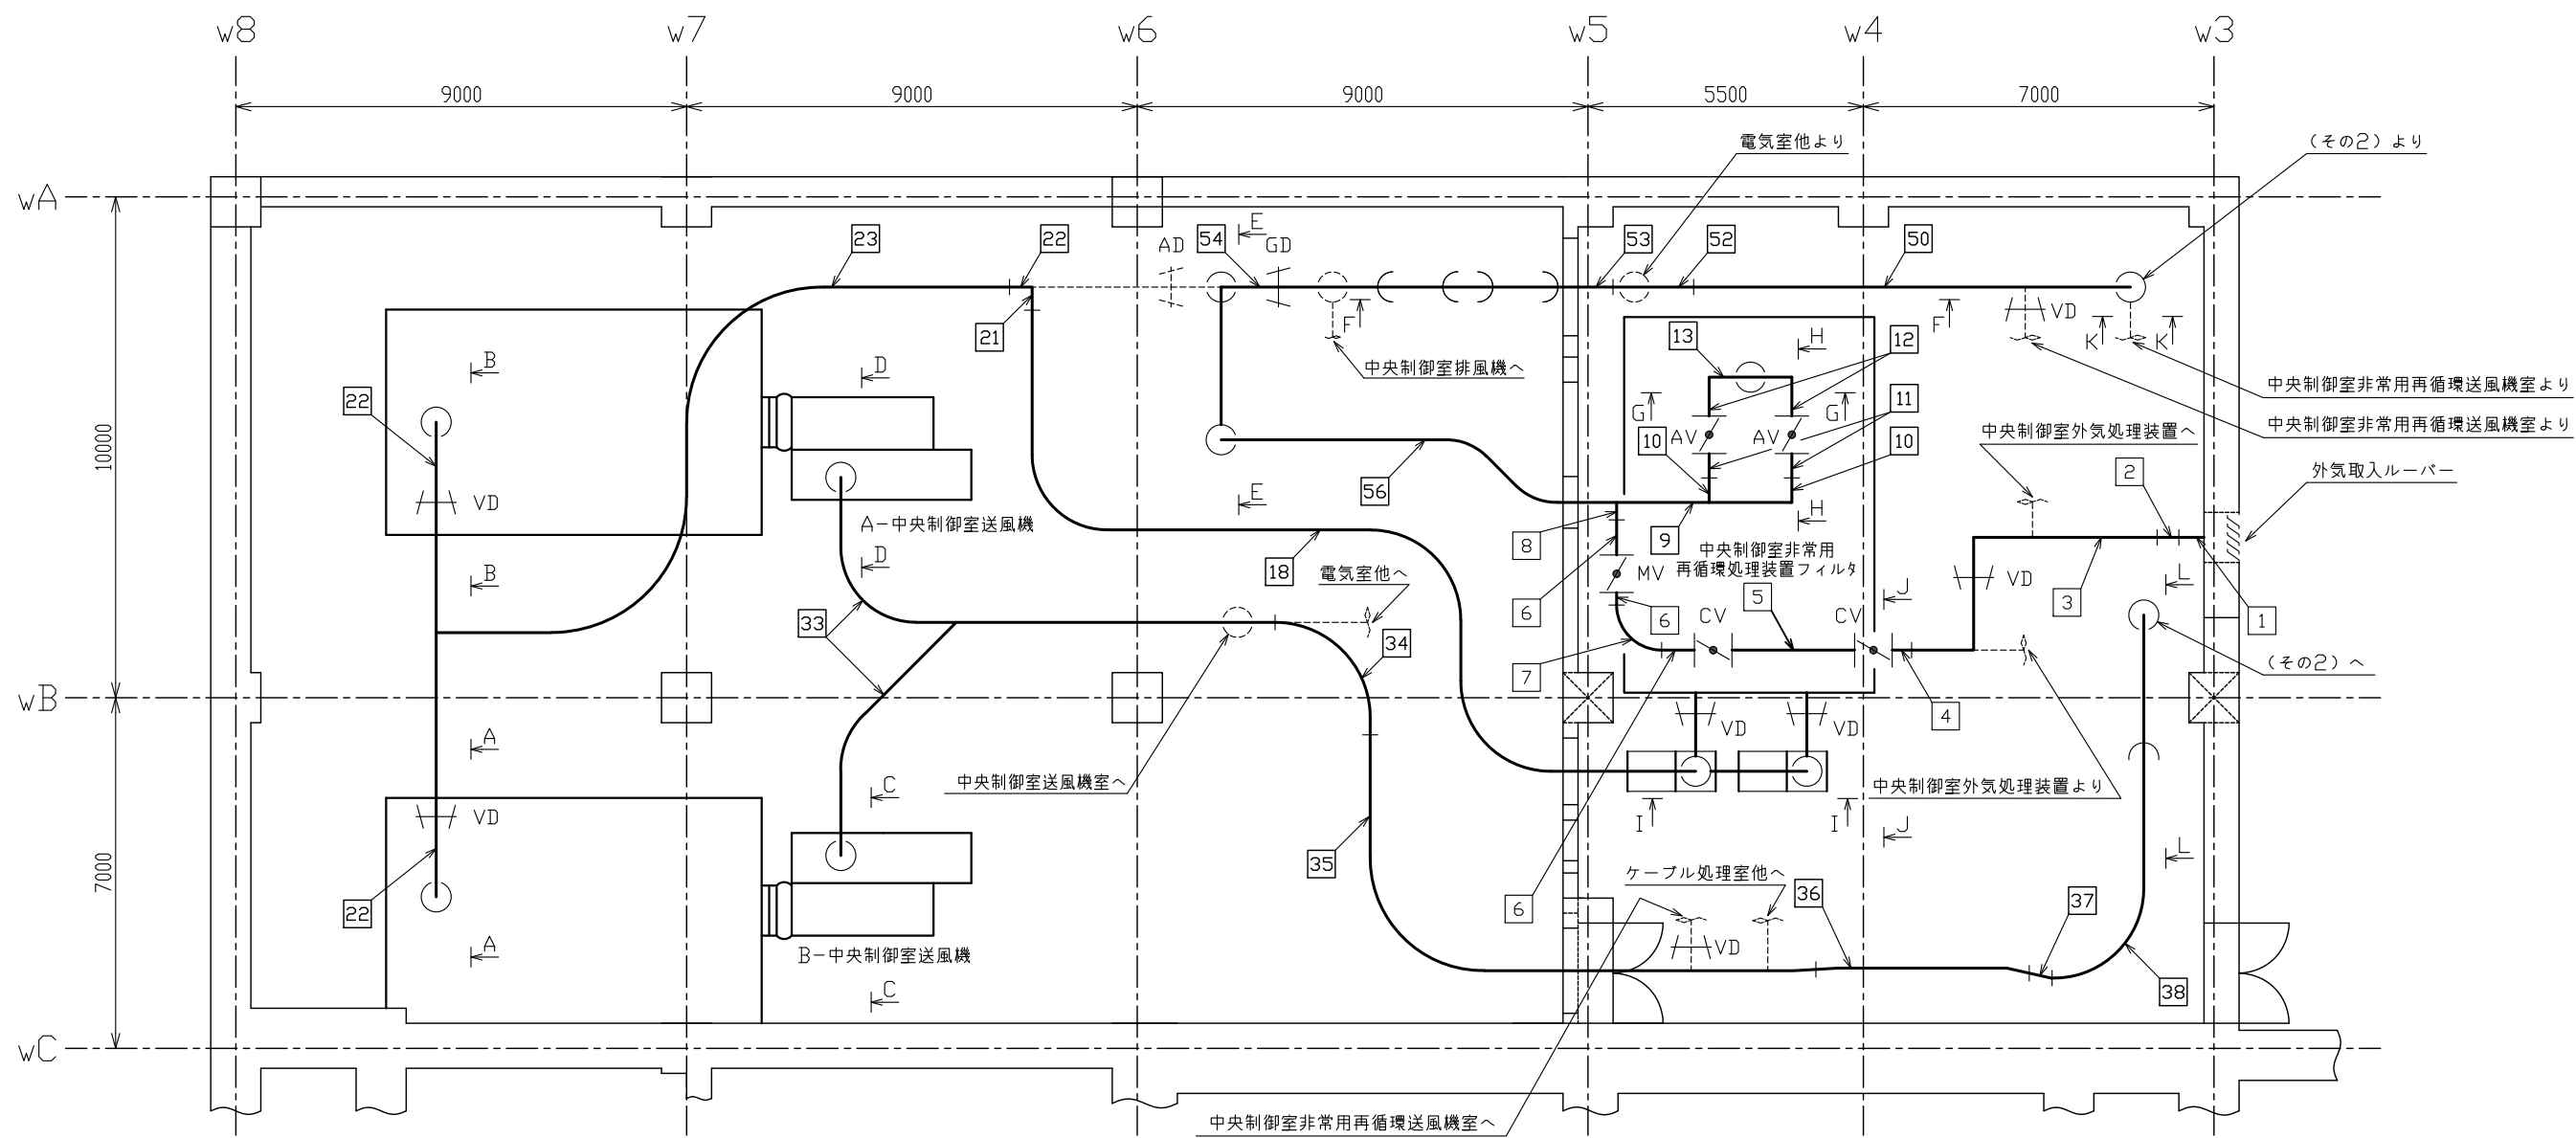 w8
w7
w6
w5
w4
w3
9000
9000
9000
5500
7000
電気室他より
(その2)より
wA
23
22
AD
54
E
GD
53
52
50
21
F
F
VD
K
K
中央制御室排風機へ
13
H
12
中央制御室非常用再循環送風機室より
B
D
22
G
11
G
中央制御室非常用再循環送風機室より
10
AV
AV
10
中央制御室外気処理装置へ
10000
2
外気取入ルーバー
VD
56
E
H
A−中央制御室送風機
8
9
中央制御室非常用
再循環処理装置フィルタ
B
D
18
電気室他へ
MV
VD
L
5
J
3
33
6
6
CV
CV
1
34
7
(その2)へ
wB
4
A
VD
VD
中央制御室送風機室へ
C
中央制御室外気処理装置より
VD
I
I
J
7000
35
L
ケーブル処理室他へ
36
37
22
6
A
B−中央制御室送風機
VD
C
38
wC
中央制御室非常用再循環送風機室へ